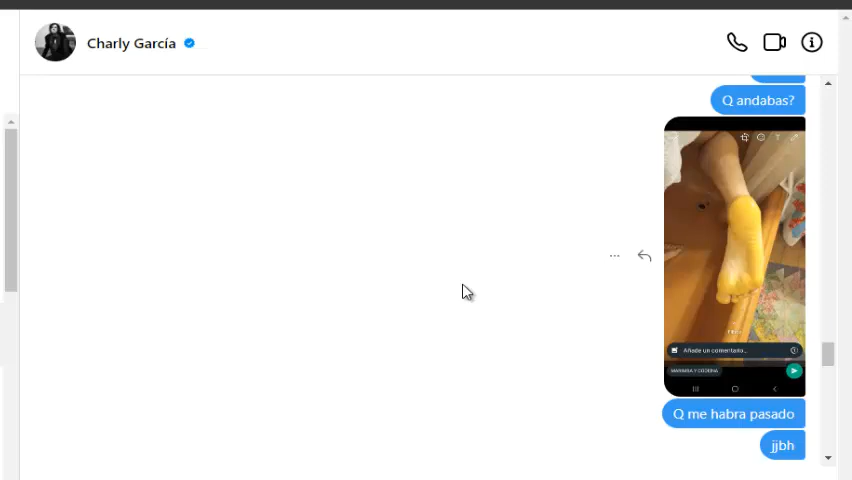 Charly García
Q andabas?
T
Añade un comentario...
Q me habra pasado
jjbh